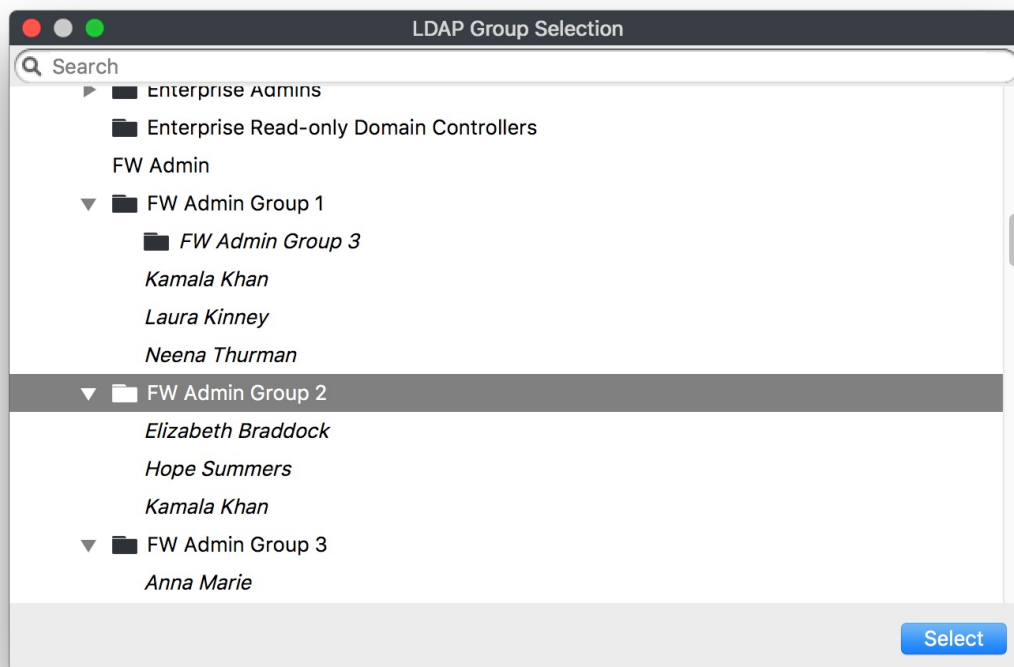 LDAP Group Selection
Search
Enterprise Admins
Enterprise Read-only Domain Controllers
FW Admin
FW Admin Group 1
FW Admin Group 3
Kamala Khan
Laura Kinney
Neena Thurman
FW Admin Group 2
Elizabeth Braddock
Hope Summers
Kamala Khan
FW Admin Group 3
Anna Marie
Select